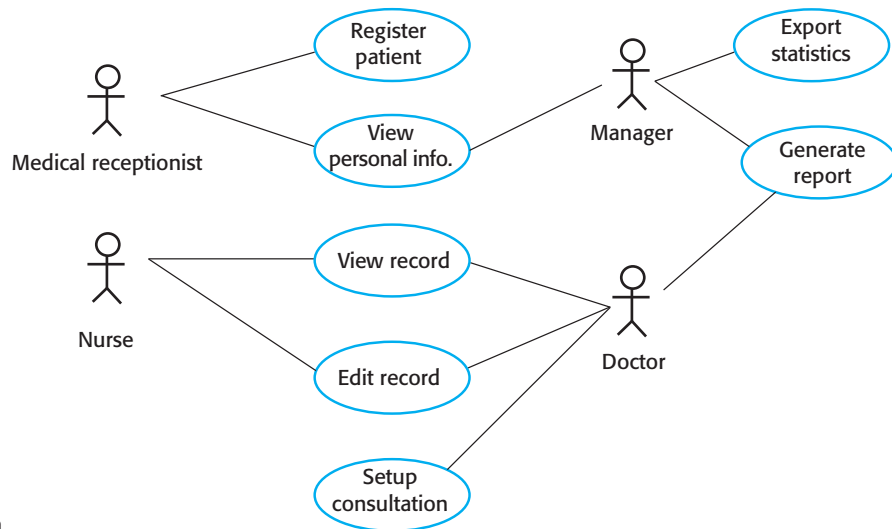 Register
patient
Export
statistics
Medical receptionist
View
personal info.
Manager
Generate
report
Nurse
View record
Doctor
Edit record
Setup
consultation